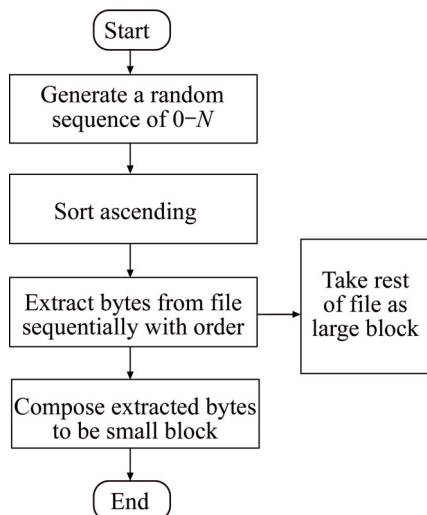 Start
Generate a random
sequence of 0–N
Sort ascending
Extract bytes from file
sequentially with order
Take rest
of file as
large block
Compose extracted bytes
to be small block
End